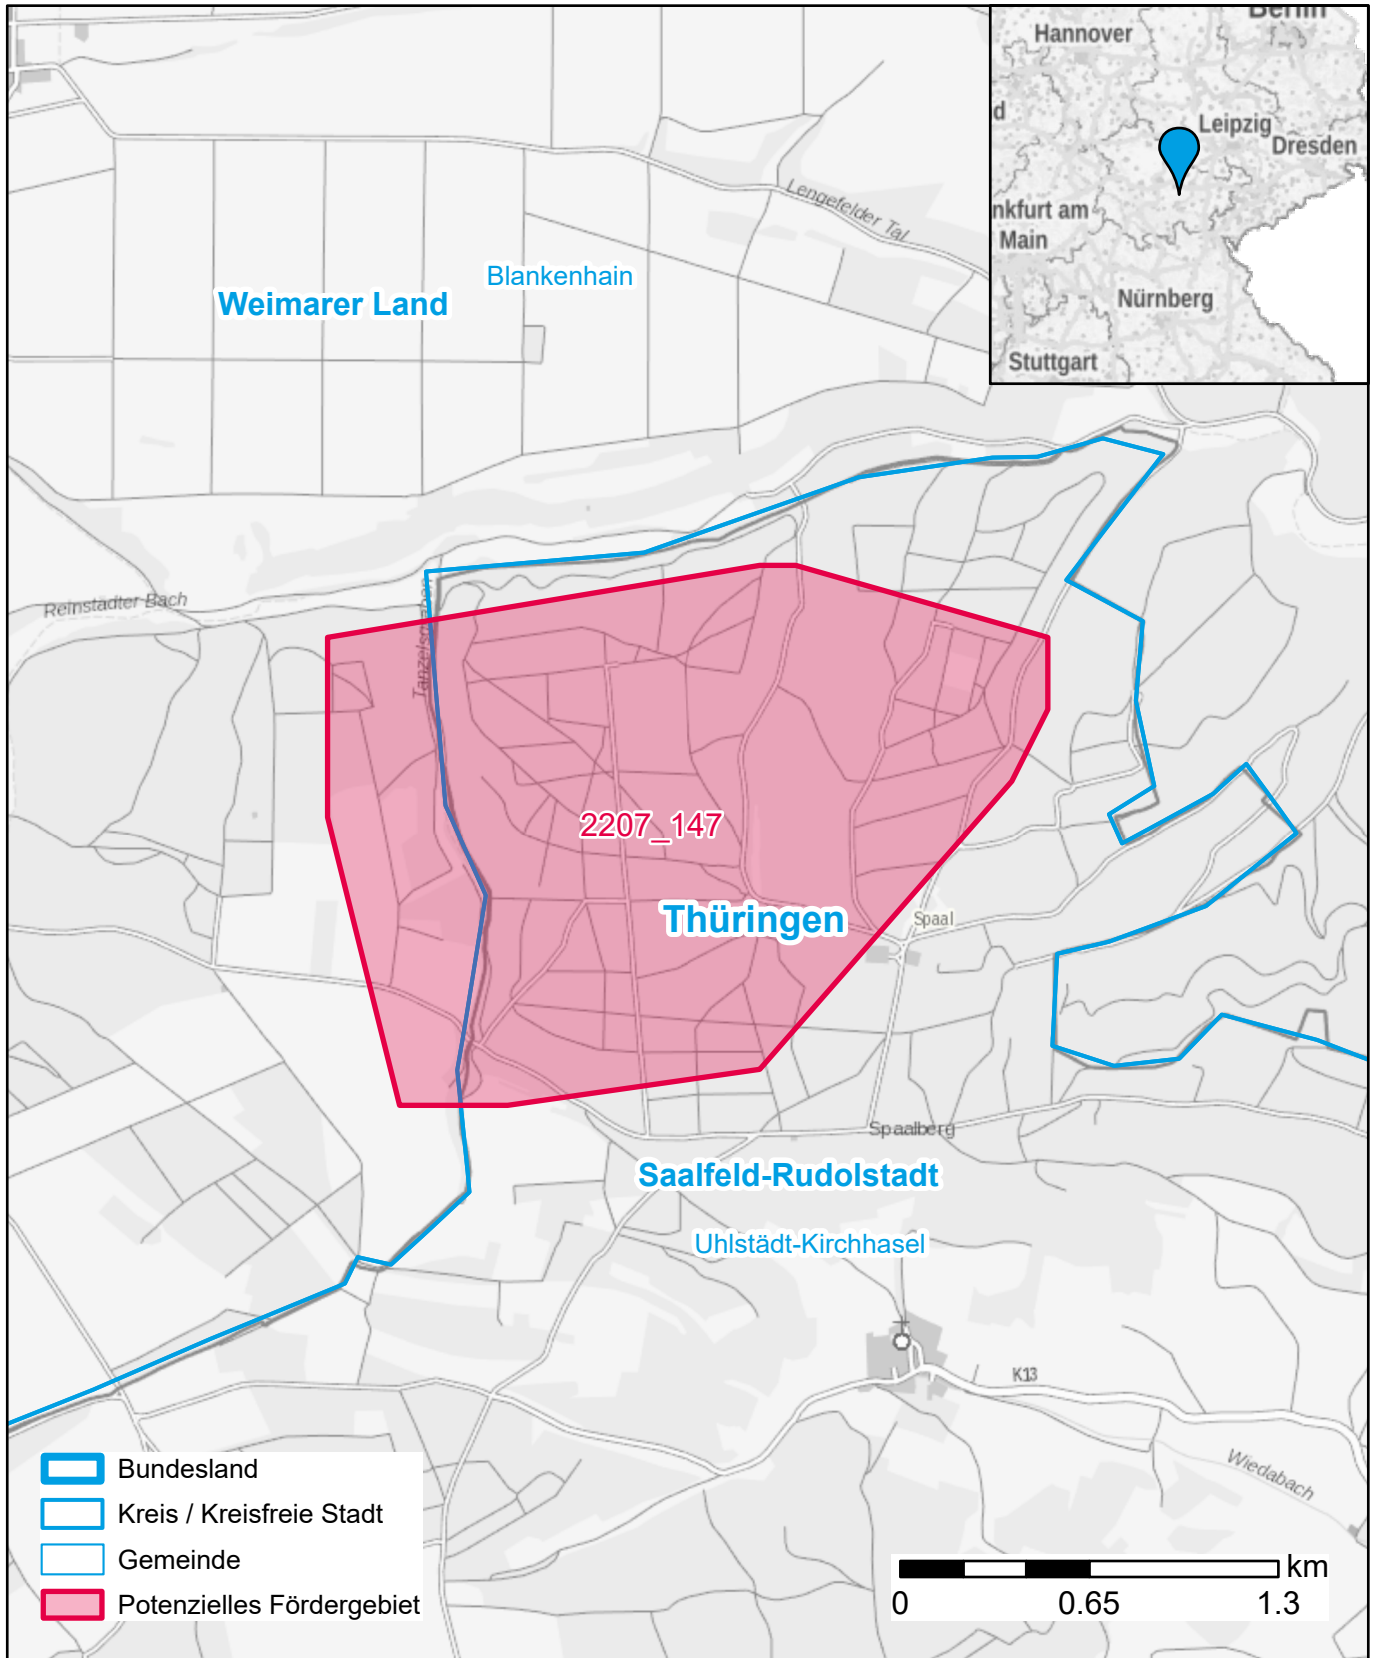 Berlin
Hannover
d
Leipzig
Dresden
nkfurt am
Main
Nürnberg
Stuttgart
Lengefelder Tal
Blankenhain
Weimarer Land
Reinstädter Bach
Tanzelsgraben
2207_147
Thüringen
Spaal
Spaalberg
Saalfeld-Rudolstadt
Uhlstädt-Kirchhasel
K13
Wiedabach
Bundesland
Kreis / Kreisfreie Stadt
Gemeinde
Potenzielles Fördergebiet
km
0 0.65 1.3